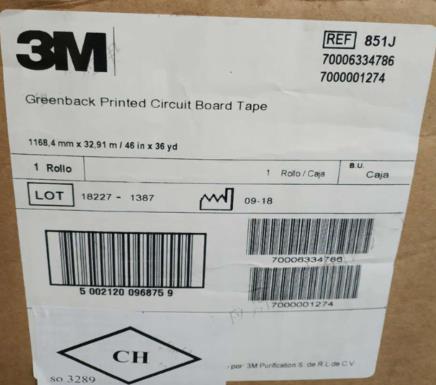 3M
REF 851J
70006334786
7000001274
Greenback Printed Circuit Board Tape
1168,4 mm x 32,91 m / 46 in x 36 yd
1 Rollo
1 Rollo / Caja
B.U.
Caja
LOT 18227 - 1387
09-18
70006334786
5 002120 096875 9
7000001274
CH
so 3289
por: 3M Purification S. de R.L de C.V.